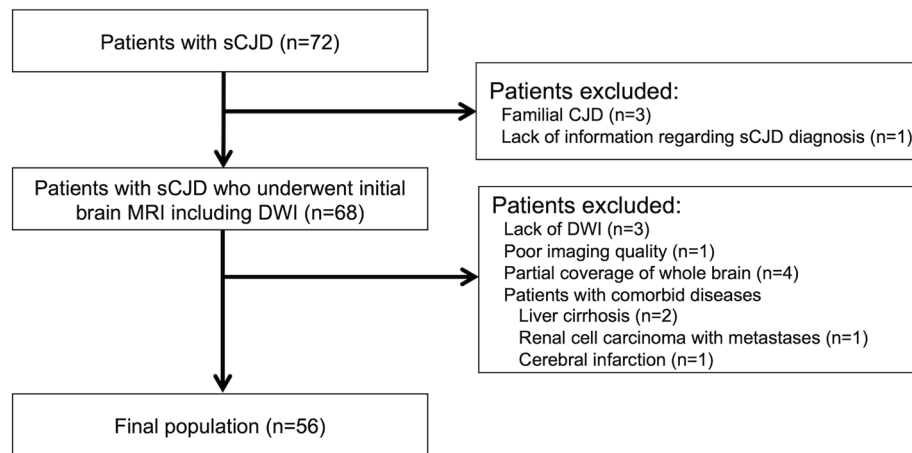 Patients with sCJD (n=72)
Patients excluded:
Familial CJD (n=3)
Lack of information regarding sCJD diagnosis (n=1)
Patients with sCJD who underwent initial
brain MRI including DWI (n=68)
Patients excluded:
Lack of DWI (n=3)
Poor imaging quality (n=1)
Partial coverage of whole brain (n=4)
Patients with comorbid diseases
Liver cirrhosis (n=2)
Renal cell carcinoma with metastases (n=1)
Cerebral infarction (n=1)
Final population (n=56)